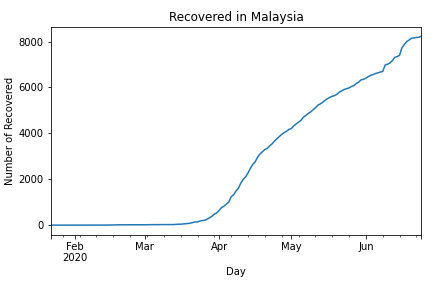 Recovered in Malaysia
Number of Recovered
8000
6000
4000
2000
0
Feb
2020
Mar
Apr
May
Jun
Day